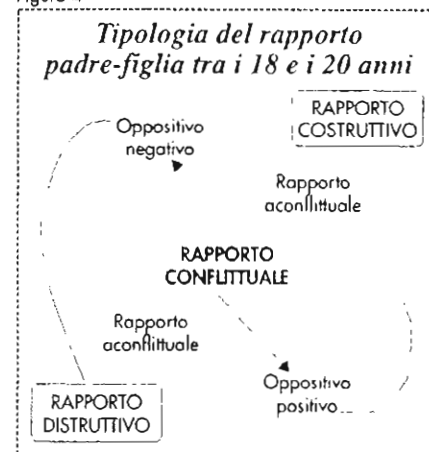 Tipologia del rapporto
padre-figlia tra i 18 e i 20 anni
RAPPORTO
COSTRUTTIVO
Oppositivo
negativo
Rapporto
aconflittuale
RAPPORTO
CONFLITTUALE
Rapporto
aconflittuale
Oppositivo
positivo
RAPPORTO
DISTRUTTIVO